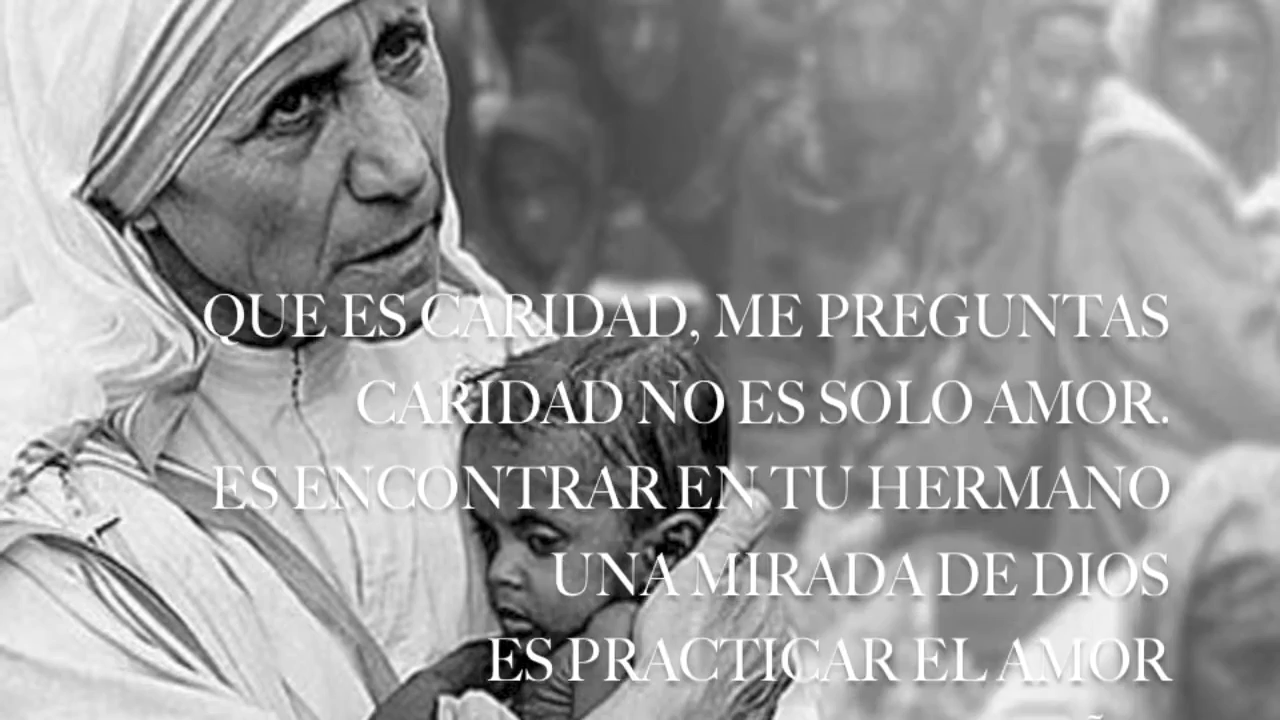 QUE ES CARIDAD, ME PREGUNTAS
CARIDAD NO ES SOLO AMOR.
ES ENCONTRAR EN TU HERMANO
UNA MIRADA DE DIOS
ES PRACTICAR EL AMOR